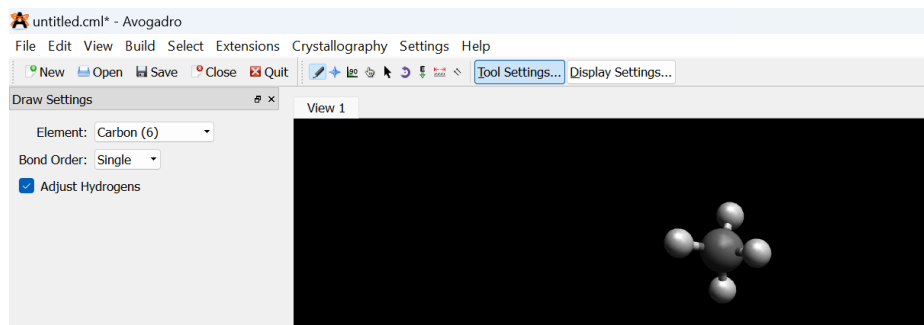 untitled.cml* - Avogadro
File Edit View Build Select Extensions Crystallography Settings Help
New Open Save Close Quit Tool Settings... Display Settings...
Draw Settings
View 1
Element: Carbon (6)
Bond Order: Single
Adjust Hydrogens